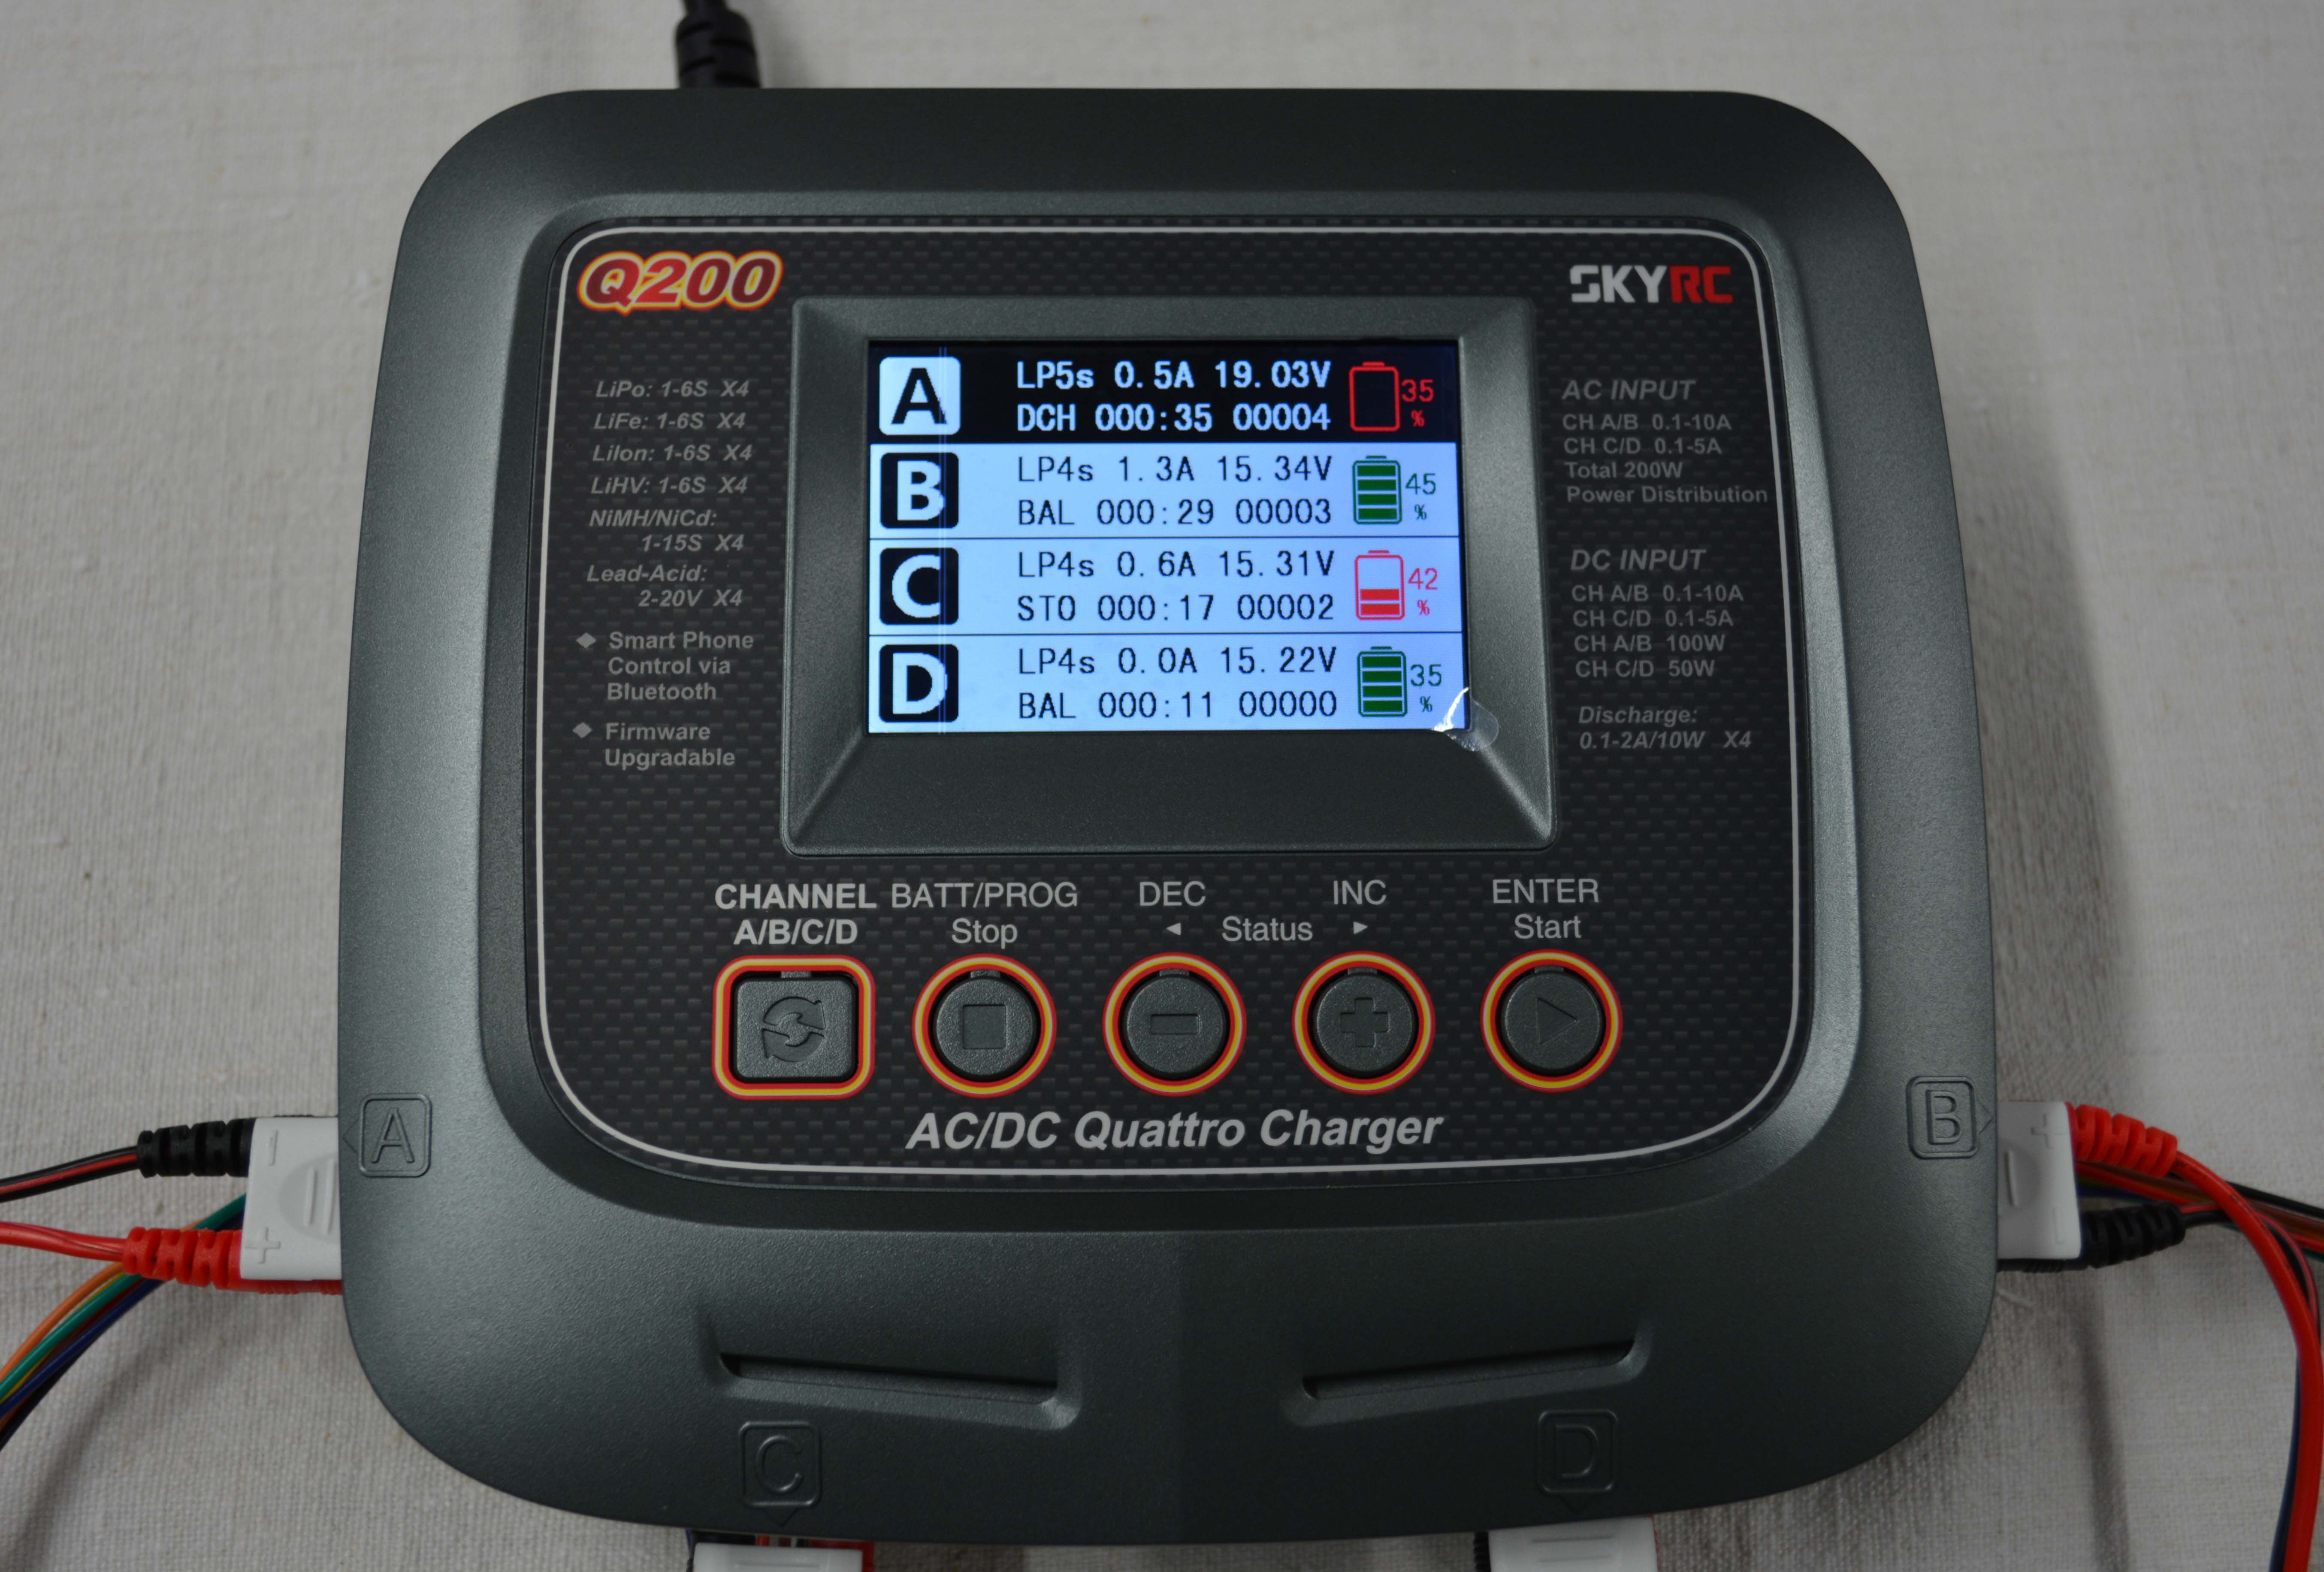 Q200
SKYRC
LiPo: 1-6S X4
LiFe: 1-6S X4
LiIon: 1-6S X4
LiHV: 1-6S X4
NiMH/NiCd:
1-15S X4
Lead-Acid:
2-20V X4
Smart Phone
Control via
Bluetooth
Firmware
Upgradable
A LP5s 0.5A 19.03V 35
DCH 000:35 00004 %
B LP4s 1.3A 15.34V 45
BAL 000:29 00003 %
C LP4s 0.6A 15.31V 42
STO 000:17 00002 %
D LP4s 0.0A 15.22V 35
BAL 000:11 00000 %
AC INPUT
CH A/B 0.1-10A
CH C/D 0.1-5A
Total 200W
Power Distribution
DC INPUT
CH A/B 0.1-10A
CH C/D 0.1-5A
CH A/B 100W
CH C/D 50W
Discharge:
0.1-2A/10W X4
CHANNEL BATT/PROG DEC INC ENTER
A/B/C/D Stop ◄ Status ► Start
AC/DC Quattro Charger
A
B
- 
+
+
-
C
D